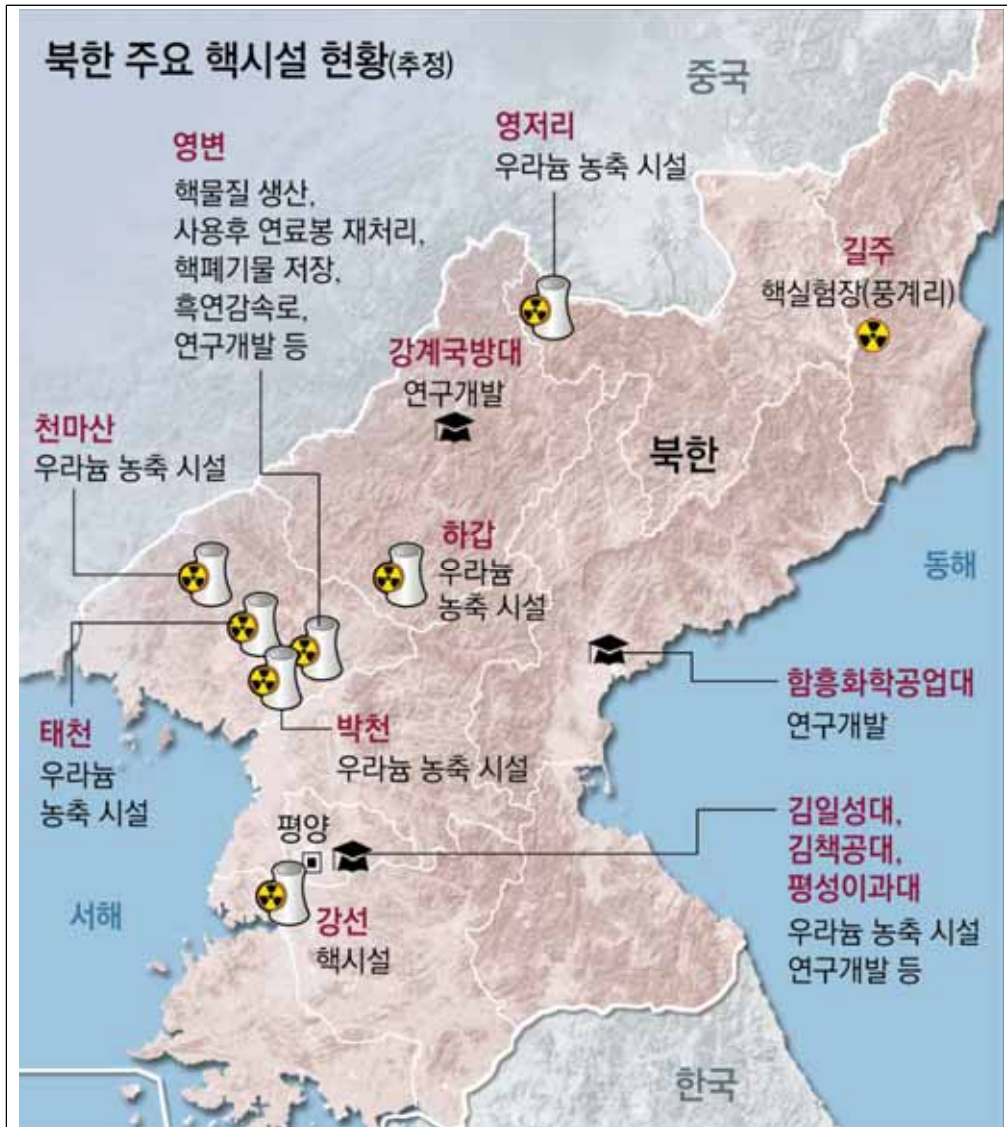 북한 주요 핵시설 현황(추정)
중국
영변
핵물질 생산,
사용후 연료봉 재처리,
핵폐기물 저장,
흑연감속로,
연구개발 등
영저리
우라늄 농축 시설
길주
핵실험장(풍계리)
강계국방대
연구개발
천마산
우라늄 농축 시설
북한
하갑
우라늄
농축 시설
동해
함흥화학공업대
연구개발
태천
우라늄
농축 시설
박천
우라늄 농축 시설
평양
김일성대,
김책공대,
평성이과대
우라늄 농축 시설
연구개발 등
서해
강선
핵시설
한국